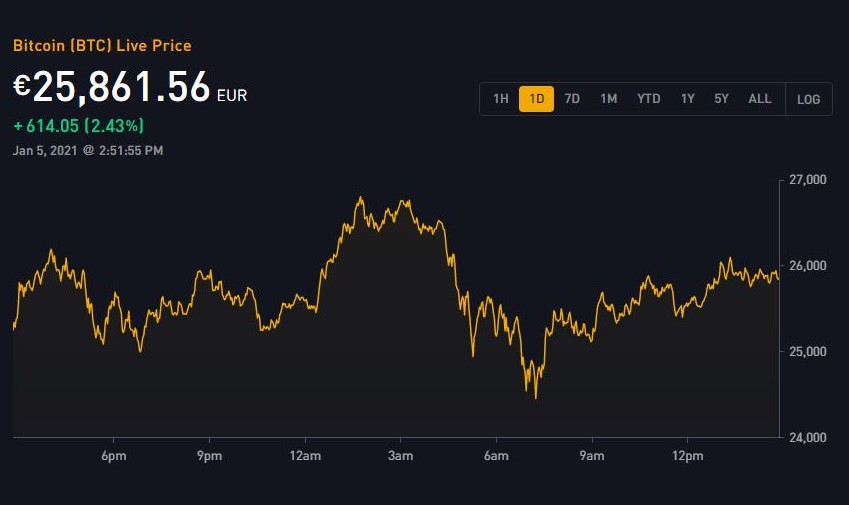 Bitcoin (BTC) Live Price
€25,861.56 EUR
+614.05 (2.43%)
Jan 5, 2021 @ 2:51:55 PM
1H 1D 7D 1M YTD 1Y 5Y ALL LOG
27,000
26,000
25,000
24,000
6pm 9pm 12am 3am 6am 9am 12pm